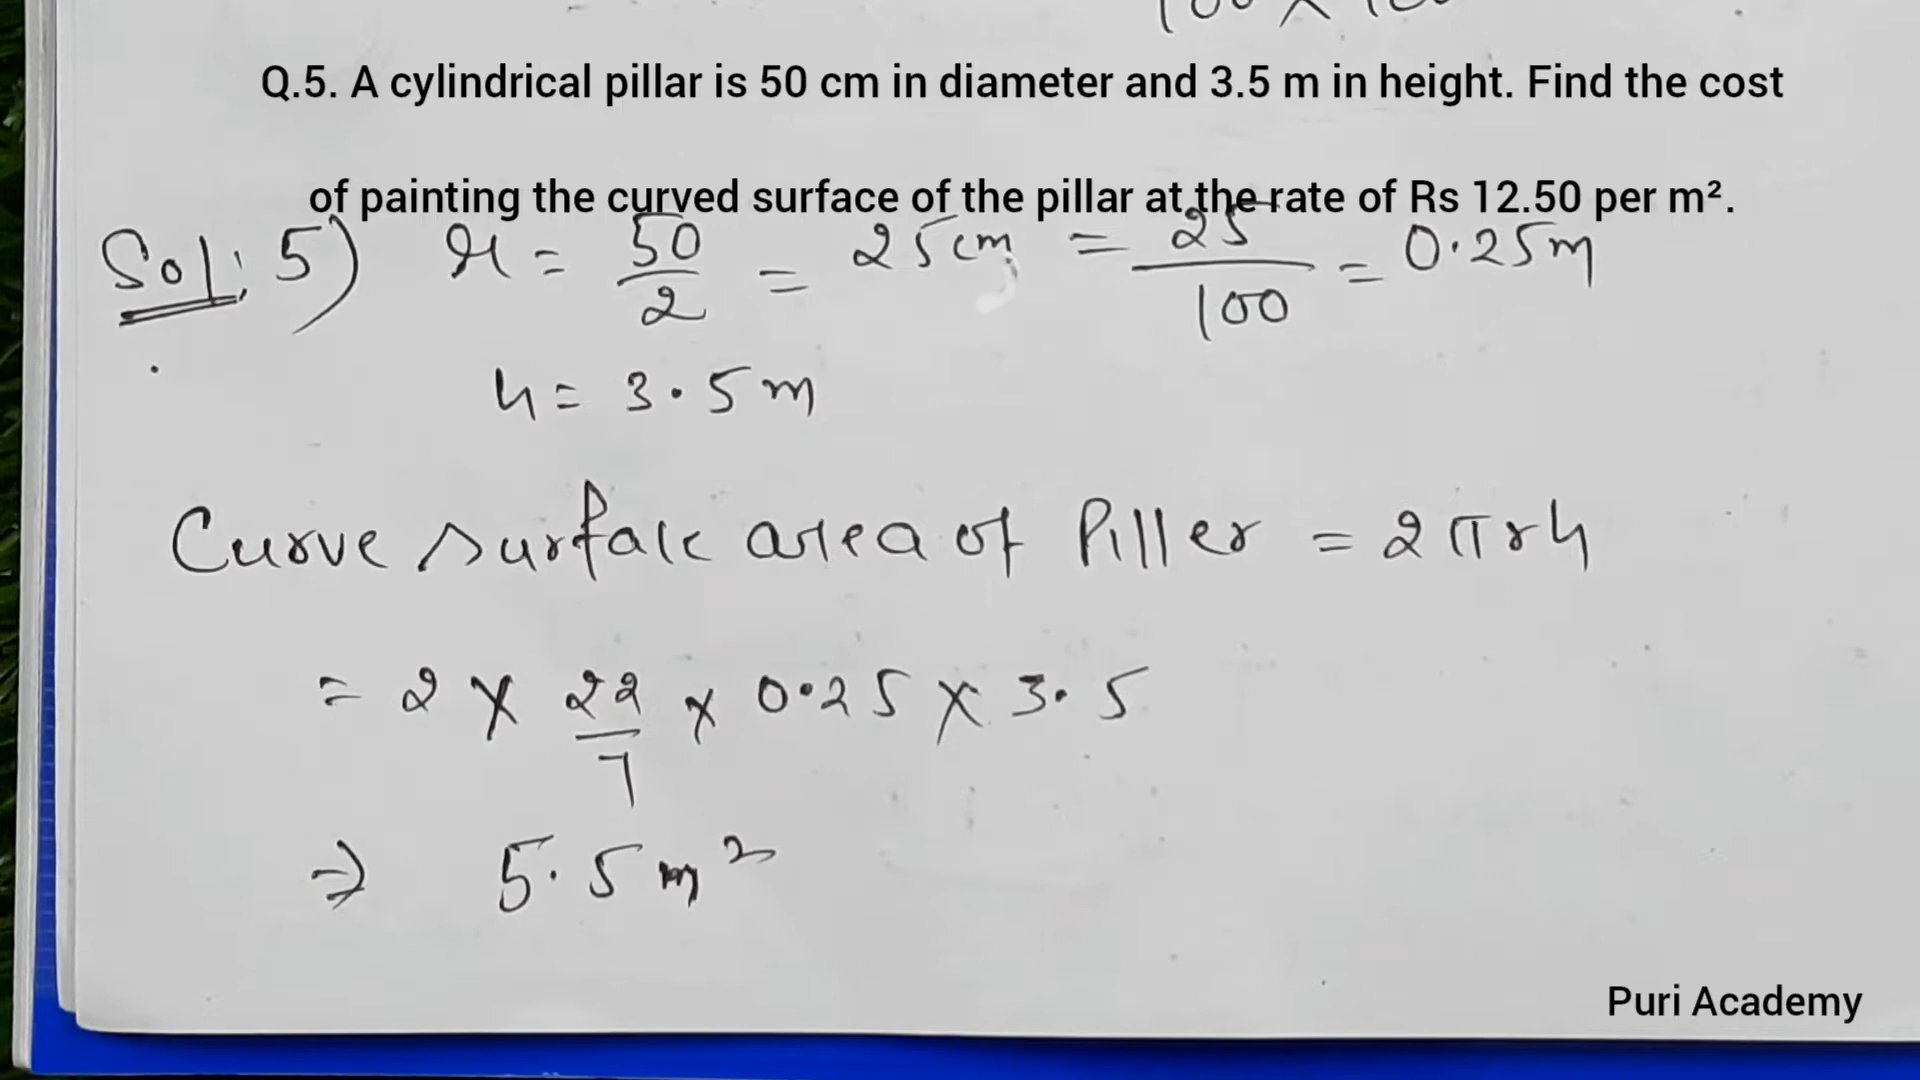 100 × 10
Q.5. A cylindrical pillar is 50 cm in diameter and 3.5 m in height. Find the cost
of painting the curved surface of the pillar at the rate of Rs 12.50 per m².
Sol; 5) r = 50/2 = 25cm = 25/100 = 0.25m
h = 3.5m
Curve surface area of Piller = 2πrh
= 2 × 22/7 × 0.25 × 3.5
⇒ 5.5 m²
Puri Academy